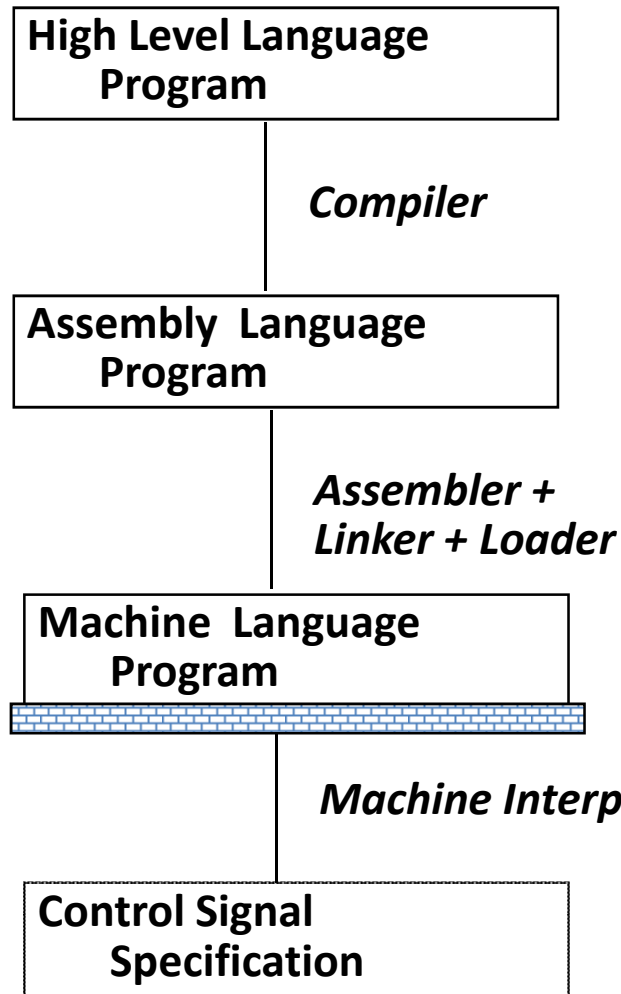 High Level Language
Program
Compiler
Assembly Language
Program
Assembler +
Linker + Loader
Machine Language
Program
Machine Interp
Control Signal
Specification